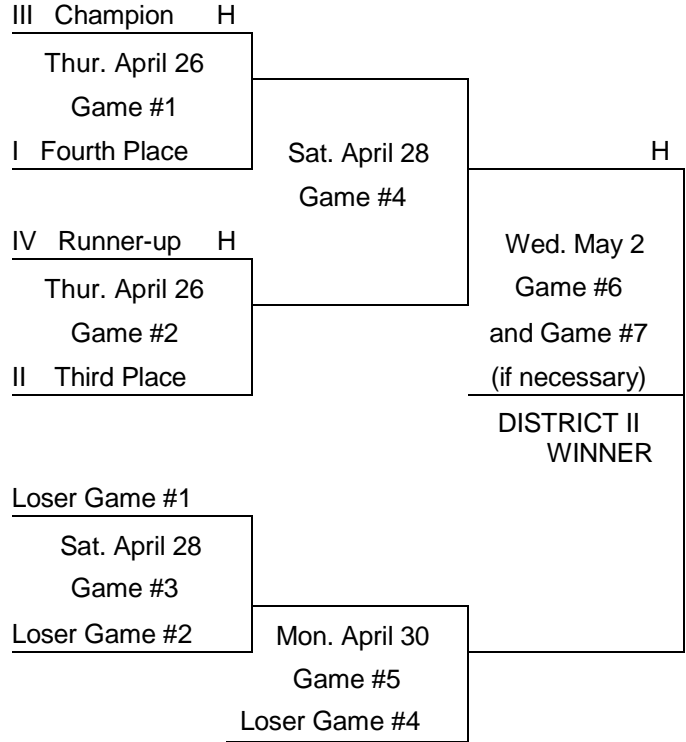 III Champion H
Thur. April 26
Game #1
I Fourth Place
Sat. April 28
Game #4
H
IV Runner-up H
Thur. April 26
Game #2
II Third Place
Wed. May 2
Game #6
and Game #7
(if necessary)
DISTRICT II
WINNER
Loser Game #1
Sat. April 28
Game #3
Loser Game #2
Mon. April 30
Game #5
Loser Game #4